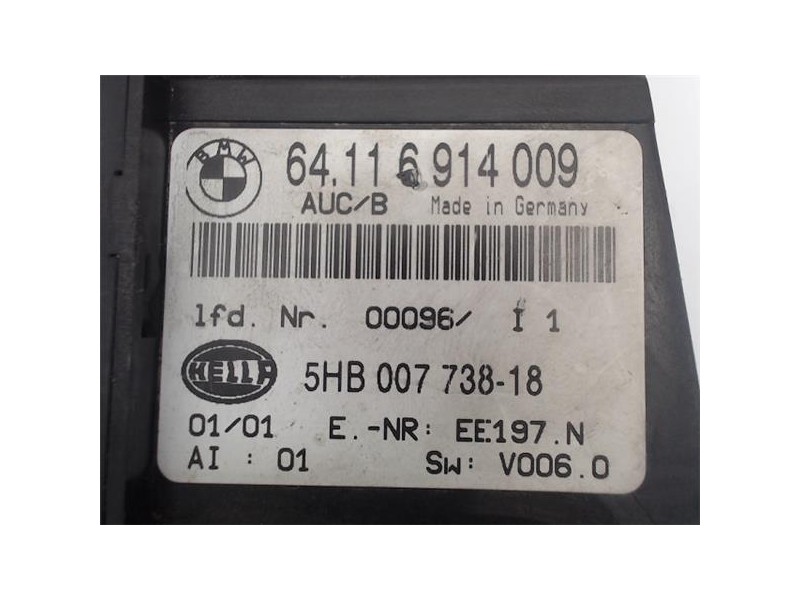 BMW
64.11 6 914 009
AUC/B Made in Germany
lfd. Nr. 00096/ I 1
HELLA
5HB 007 738-18
01/01 E.-NR: EE197.N
AI : 01 SW: V006.0